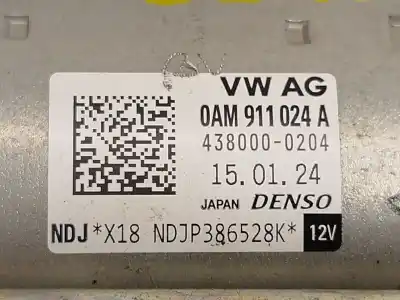 VW AG
0AM 911 024 A
438000-0204
15.01.24
JAPAN DENSO
NDJ *X18 NDJP386528K* 12V